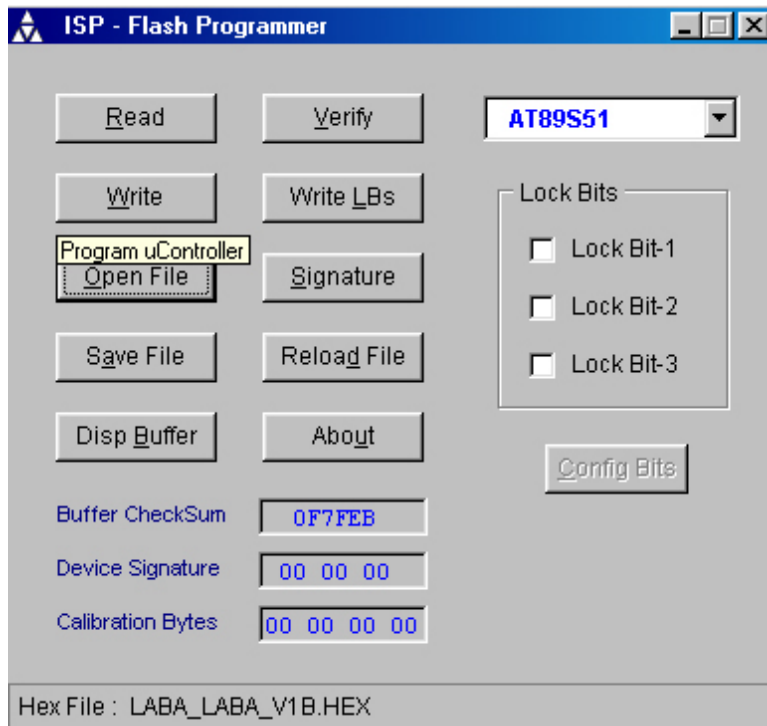 ISP - Flash Programmer
Read
Verify
AT89S51
Write
Write LBs
Lock Bits
Program uController
Lock Bit-1
Open File
Signature
Lock Bit-2
Save File
Reload File
Lock Bit-3
Disp Buffer
About
Config Bits
Buffer CheckSum
0F7FEB
Device Signature
00 00 00
Calibration Bytes
00 00 00 00
Hex File : LABA_LABA_V1B.HEX